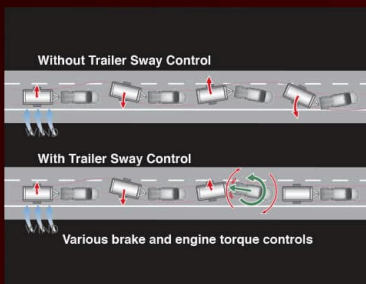 Without Trailer Sway Control
With Trailer Sway Control
Various brake and engine torque controls